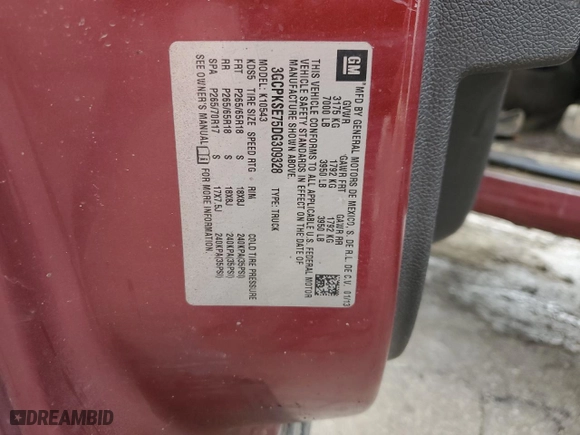 GM
MFD BY GENERAL MOTORS DE MEXICO, S. DE R.L. DE C.V. 01/13
GVWR GAWR FRT GAWR RR
3175 KG 1792 KG 1792 KG
7000 LB 3950 LB 3950 LB
THIS VEHICLE CONFORMS TO ALL APPLICABLE U.S. FEDERAL MOTOR
VEHICLE SAFETY STANDARDS IN EFFECT ON THE DATE OF
MANUFACTURE SHOWN ABOVE.
3GCPKSE75DG309328 TYPE: TRUCK
MODEL: K10543
KDS5 TIRE SIZE SPEED RTG RIM COLD TIRE PRESSURE
FRT P265/65R18 S 18X8J 240KPA(35PSI)
RR P265/65R18 S 18X8J 240KPA(35PSI)
SPA P265/70R17 S 17X7.5J 240KPA(35PSI)
SEE OWNER'S MANUAL FOR MORE INFORMATION
DREAMBID